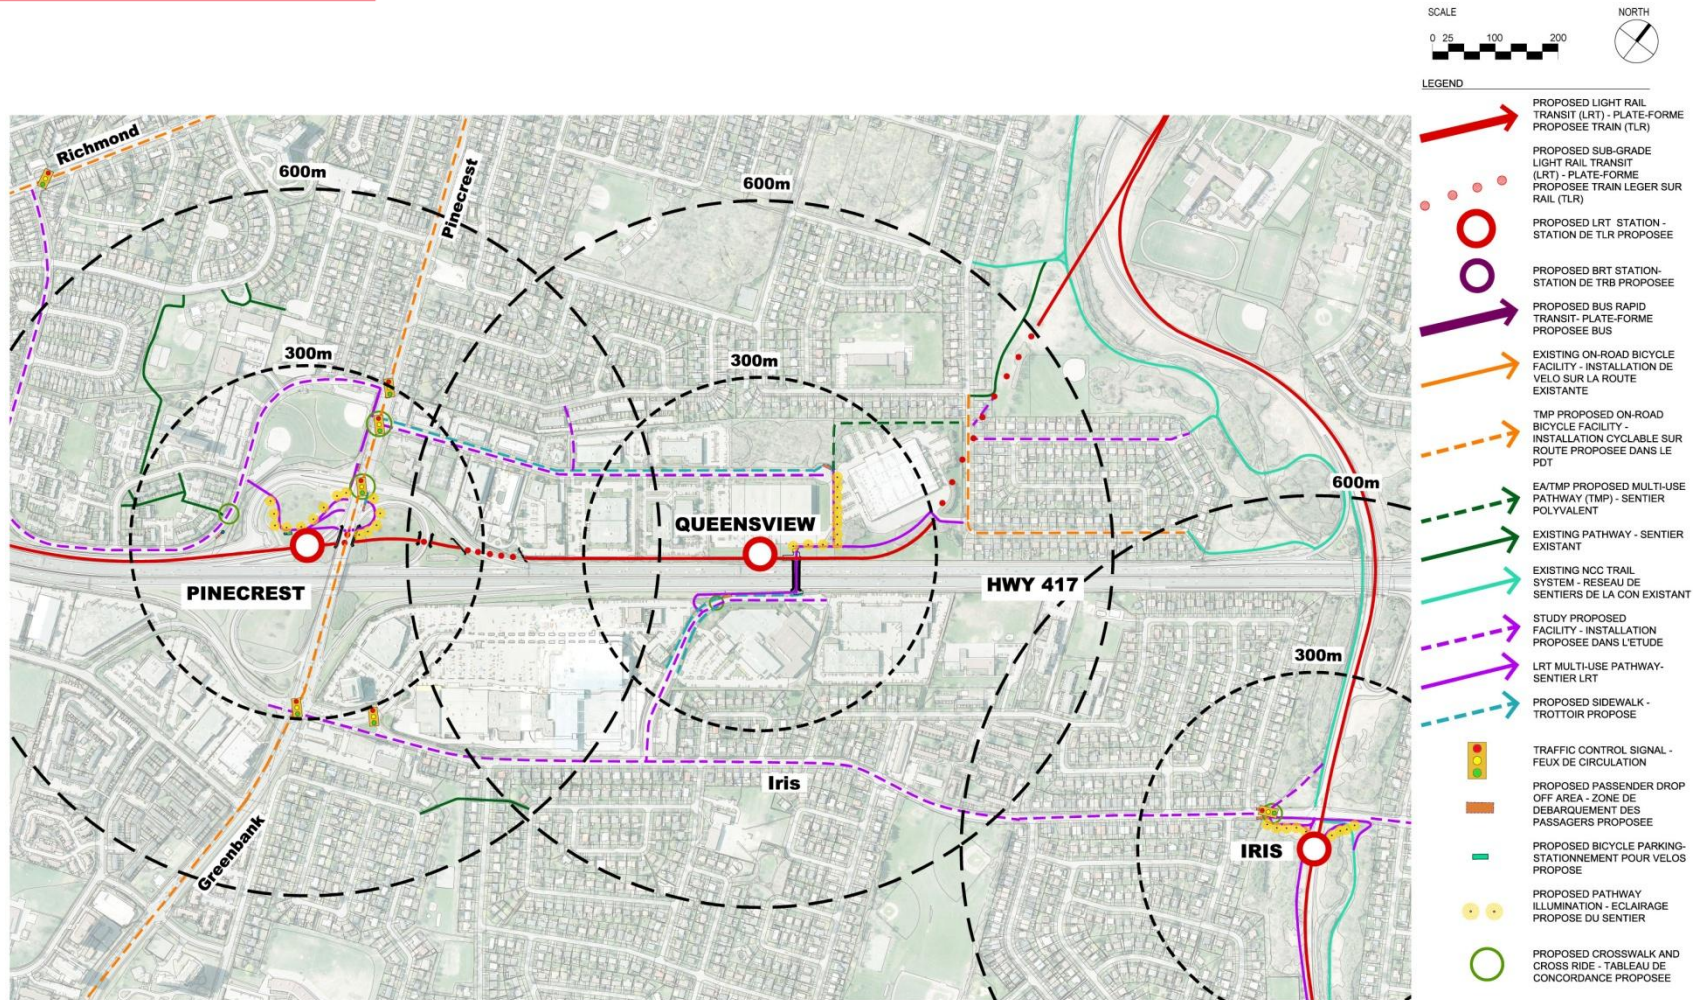 SCALE
NORTH
0 25 100 200
LEGEND
PROPOSED LIGHT RAIL
TRANSIT (LRT) - PLATE-FORME
PROPOSEE TRAIN (TLR)
PROPOSED SUB-GRADE
LIGHT RAIL TRANSIT
(LRT) - PLATE-FORME
PROPOSEE TRAIN LEGER SUR
RAIL (TLR)
PROPOSED LRT STATION -
STATION DE TLR PROPOSEE
PROPOSED BRT STATION-
STATION DE TRB PROPOSEE
PROPOSED BUS RAPID
TRANSIT- PLATE-FORME
PROPOSEE BUS
EXISTING ON-ROAD BICYCLE
FACILITY - INSTALLATION DE
VELO SUR LA ROUTE
EXISTANTE
TMP PROPOSED ON-ROAD
BICYCLE FACILITY -
INSTALLATION CYCLABLE SUR
ROUTE PROPOSEE DANS LE
PDT
EA/TMP PROPOSED MULTI-USE
PATHWAY (TMP) - SENTIER
POLYVALENT
EXISTING PATHWAY - SENTIER
EXISTANT
EXISTING NCC TRAIL
SYSTEM - RESEAU DE
SENTIERS DE LA CON EXISTANT
STUDY PROPOSED
FACILITY - INSTALLATION
PROPOSEE DANS L'ETUDE
LRT MULTI-USE PATHWAY-
SENTIER LRT
PROPOSED SIDEWALK -
TROTTOIR PROPOSE
TRAFFIC CONTROL SIGNAL -
FEUX DE CIRCULATION
PROPOSED PASSENDER DROP
OFF AREA - ZONE DE
DEBARQUEMENT DES
PASSAGERS PROPOSEE
PROPOSED BICYCLE PARKING-
STATIONNEMENT POUR VELOS
PROPOSE
PROPOSED PATHWAY
ILLUMINATION - ECLAIRAGE
PROPOSE DU SENTIER
PROPOSED CROSSWALK AND
CROSS RIDE - TABLEAU DE
CONCORDANCE PROPOSEE
Richmond
600m
Pinecrest
600m
300m
300m
600m
QUEENSVIEW
PINECREST
HWY 417
300m
Iris
IRIS
Greenbank